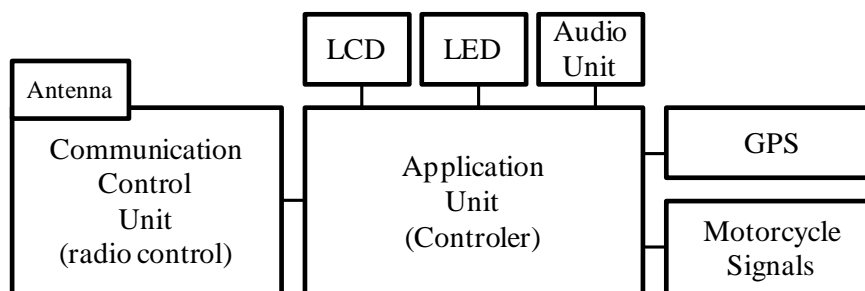 LCD
LED
Audio
Unit
Antenna
Communication
Control
Unit
(radio control)
Application
Unit
(Controler)
GPS
Motorcycle
Signals